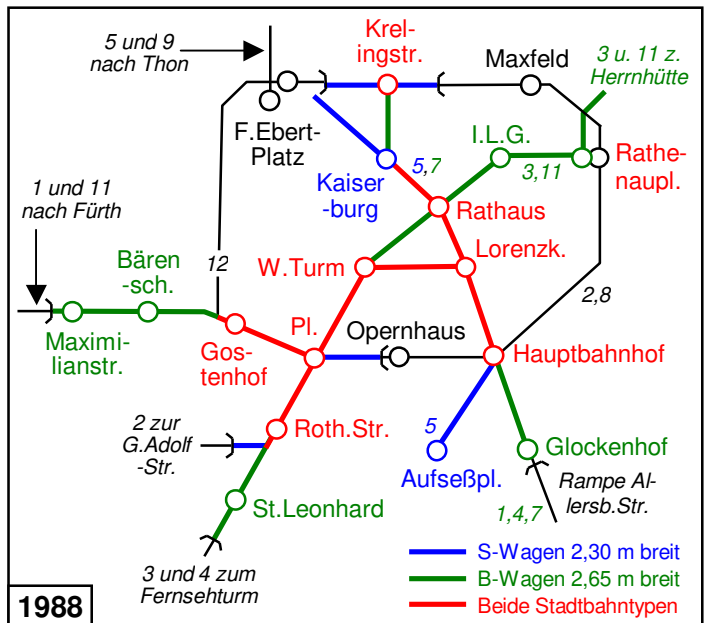 5 und 9
nach Thon
Krel-
ingstr.
Maxfeld
3 u. 11 z.
Herrnhütte
F.Ebert-
Platz
I.L.G.
Kaiser
-burg
5,7
3,11
Rathe-
naupl.
1 und 11
nach Fürth
Rathaus
Bären
-sch.
12
W.Turm
Lorenzk.
2,8
Maximi-
lianstr.
Gos-
tenhof
Pl.
Opernhaus
Hauptbahnhof
2 zur
G.Adolf
-Str.
Roth.Str.
5
Aufseßpl.
Glockenhof
St.Leonhard
Rampe Al-
lersb.Str.
1,4,7
3 und 4 zum
Fernsehturm
S-Wagen 2,30 m breit
B-Wagen 2,65 m breit
Beide Stadtbahntypen
1988